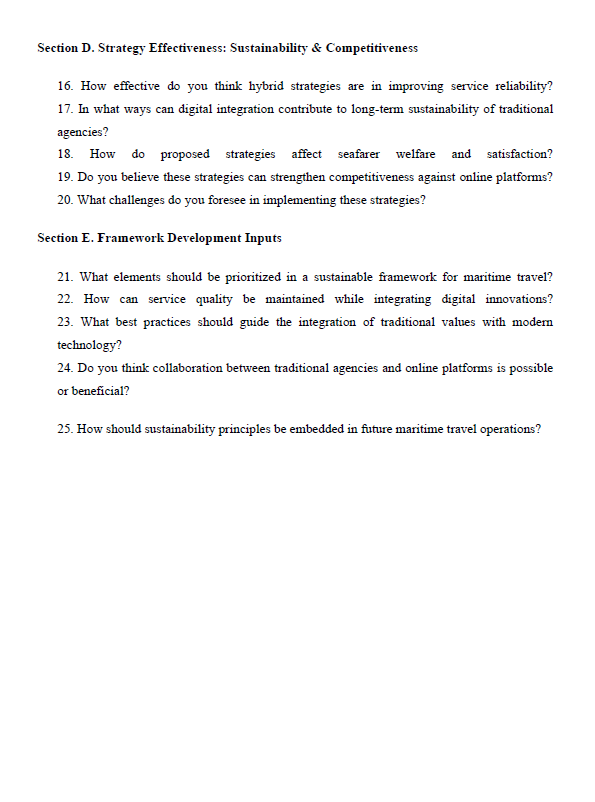 Section D. Strategy Effectiveness: Sustainability & Competitiveness
16. How effective do you think hybrid strategies are in improving service reliability?
17. In what ways can digital integration contribute to long-term sustainability of traditional
agencies?
18. How do proposed strategies affect seafarer welfare and satisfaction?
19. Do you believe these strategies can strengthen competitiveness against online platforms?
20. What challenges do you foresee in implementing these strategies?
Section E. Framework Development Inputs
21. What elements should be prioritized in a sustainable framework for maritime travel?
22. How can service quality be maintained while integrating digital innovations?
23. What best practices should guide the integration of traditional values with modern
technology?
24. Do you think collaboration between traditional agencies and online platforms is possible
or beneficial?
25. How should sustainability principles be embedded in future maritime travel operations?